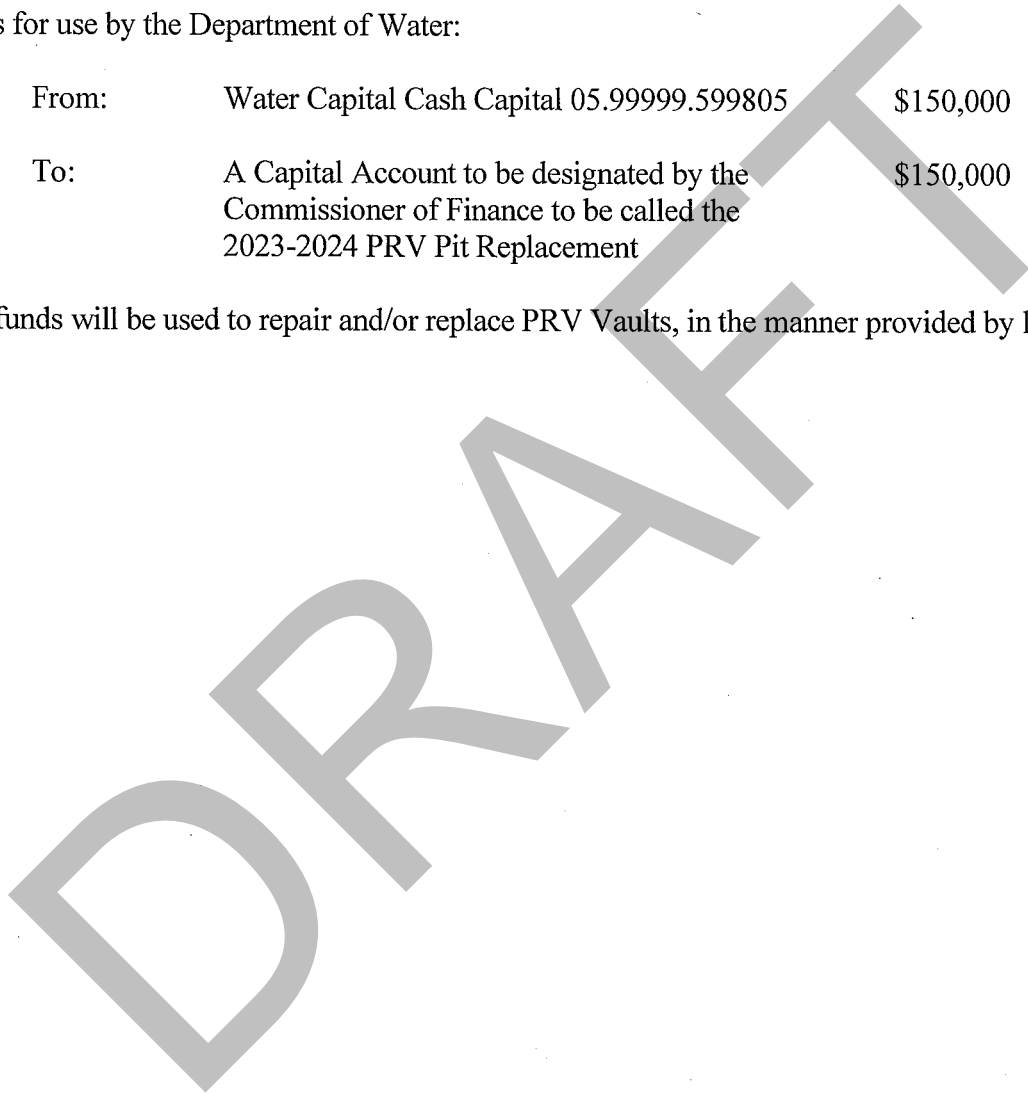 s for use by the Department of Water:
From: Water Capital Cash Capital 05.99999.599805 $150,000
To: A Capital Account to be designated by the $150,000
Commissioner of Finance to be called the
2023-2024 PRV Pit Replacement
funds will be used to repair and/or replace PRV Vaults, in the manner provided by l
DRAFT